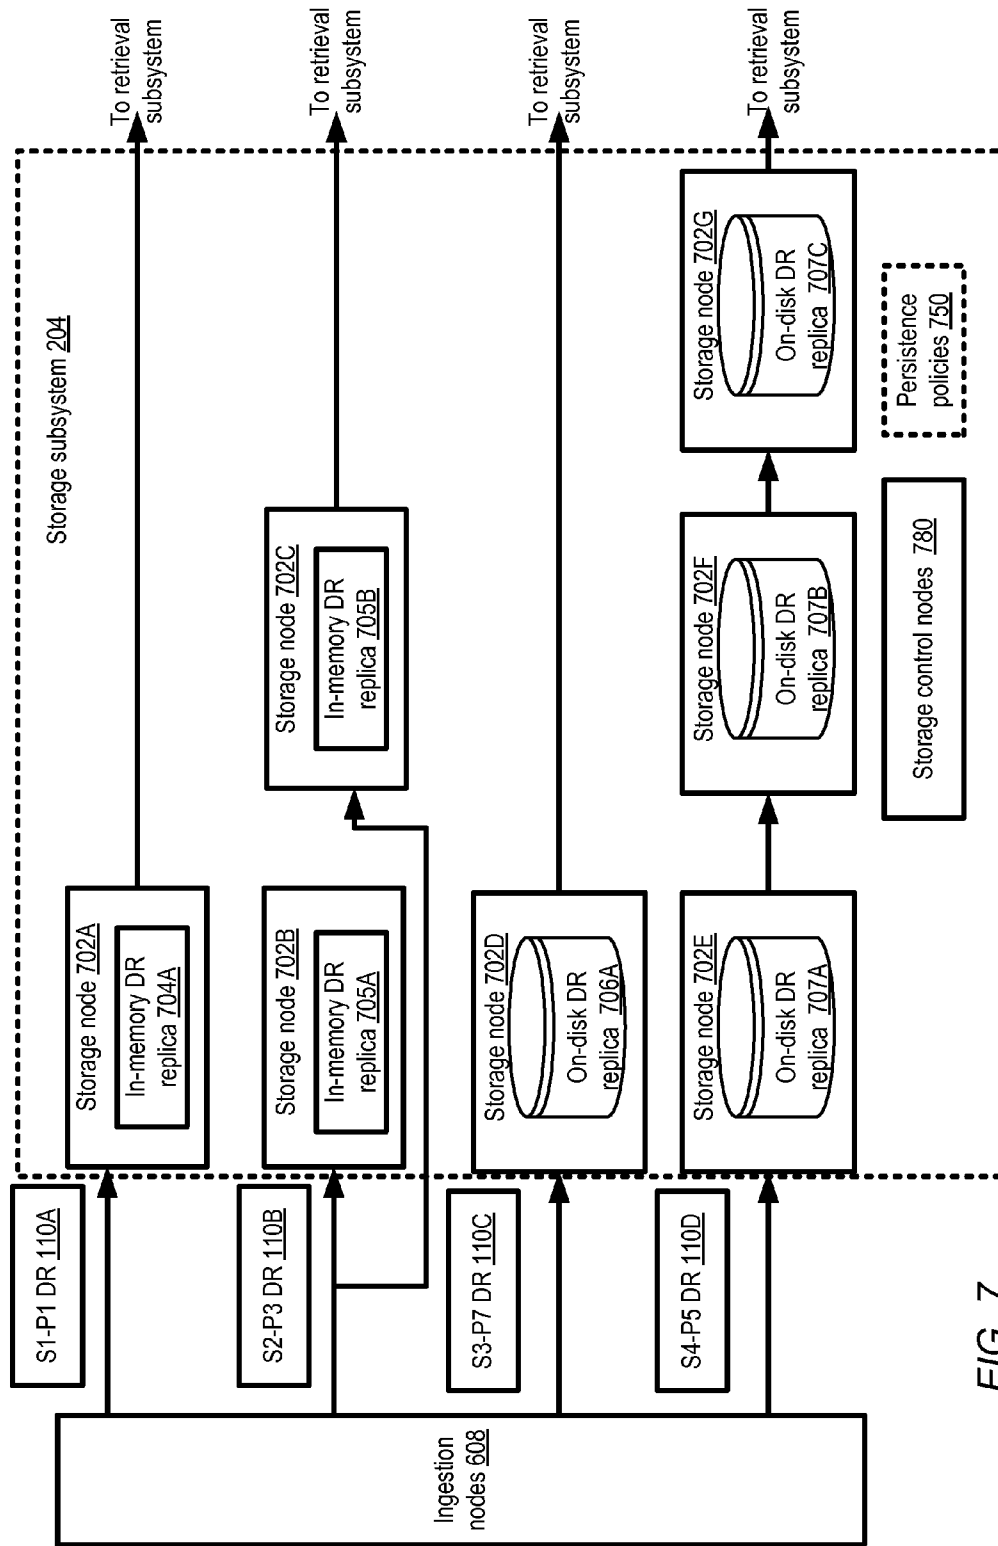 Storage subsystem 204
Ingestion
nodes 608
S1-P1 DR 110A
Storage node 702A
In-memory DR
replica 704A
To retrieval
subsystem
S2-P3 DR 110B
Storage node 702B
In-memory DR
replica 705A
Storage node 702C
In-memory DR
replica 705B
To retrieval
subsystem
S3-P7 DR 110C
Storage node 702D
On-disk DR
replica 706A
To retrieval
subsystem
S4-P5 DR 110D
Storage node 702E
On-disk DR
replica 707A
Storage node 702F
On-disk DR
replica 707B
Storage node 702G
On-disk DR
replica 707C
To retrieval
subsystem
Storage control nodes 780
Persistence
policies 750
FIG. 7